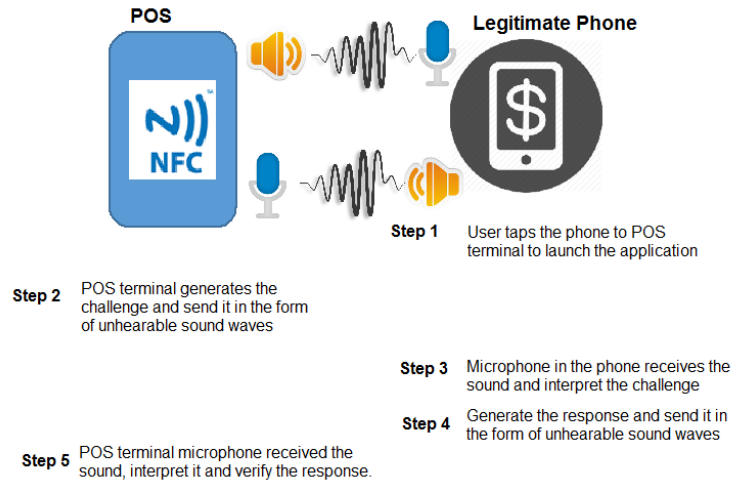 POS
Legitimate Phone
NFC
$
Step 1
User taps the phone to POS
terminal to launch the application
Step 2
POS terminal generates the
challenge and send it in the form
of unhearable sound waves
Step 3
Microphone in the phone receives the
sound and interpret the challenge
Step 4
Generate the response and send it in
the form of unhearable sound waves
Step 5
POS terminal microphone received the
sound, interpret it and verify the response.